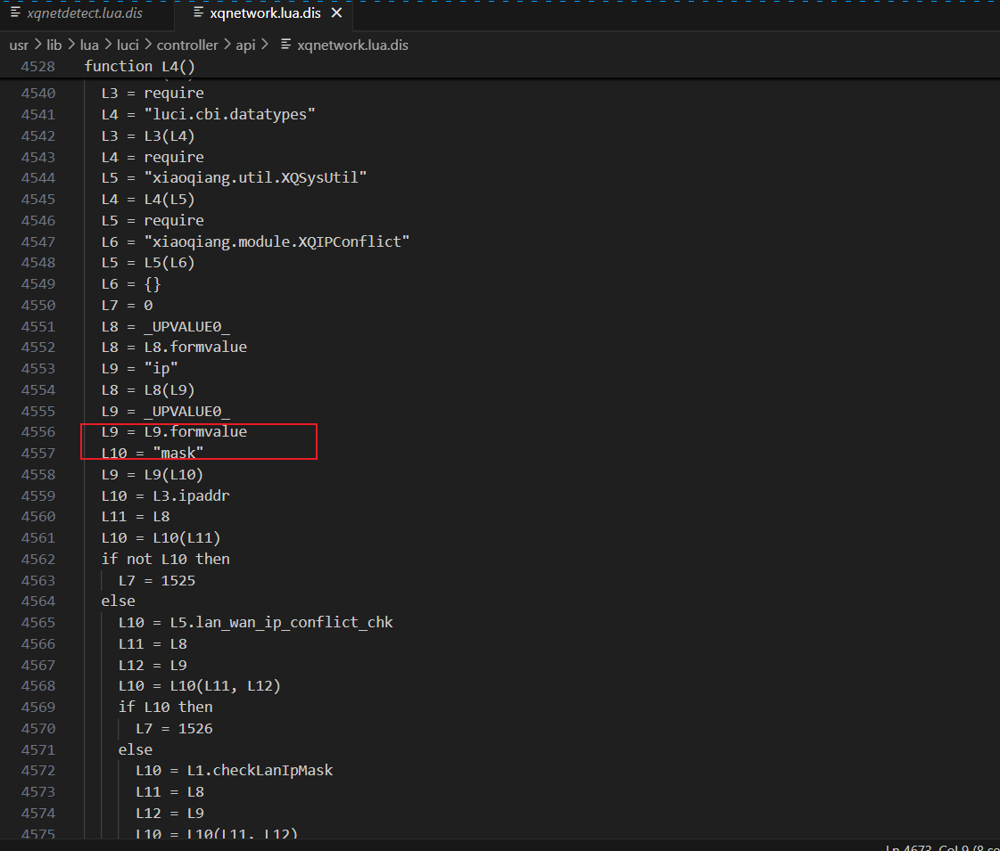 xqnetdetect.lua.dis
xqnetwork.lua.dis
usr > lib > lua > luci > controller > api > xqnetwork.lua.dis
4528 function L4()
4540 L3 = require
4541 L4 = "luci.cbi.datatypes"
4542 L3 = L3(L4)
4543 L4 = require
4544 L5 = "xiaoqiang.util.XQSysUtil"
4545 L4 = L4(L5)
4546 L5 = require
4547 L6 = "xiaoqiang.module.XQIPConflict"
4548 L5 = L5(L6)
4549 L6 = {}
4550 L7 = 0
4551 L8 = _UPVALUE0_
4552 L8 = L8.formvalue
4553 L9 = "ip"
4554 L8 = L8(L9)
4555 L9 = _UPVALUE0_
4556 L9 = L9.formvalue
4557 L10 = "mask"
4558 L9 = L9(L10)
4559 L10 = L3.ipaddr
4560 L11 = L8
4561 L10 = L10(L11)
4562 if not L10 then
4563 L7 = 1525
4564 else
4565 L10 = L5.lan_wan_ip_conflict_chk
4566 L11 = L8
4567 L12 = L9
4568 L10 = L10(L11, L12)
4569 if L10 then
4570 L7 = 1526
4571 else
4572 L10 = L1.checkLanIpMask
4573 L11 = L8
4574 L12 = L9
4575 L10 = L10(L11, L12)
Ln 4673, Col 9